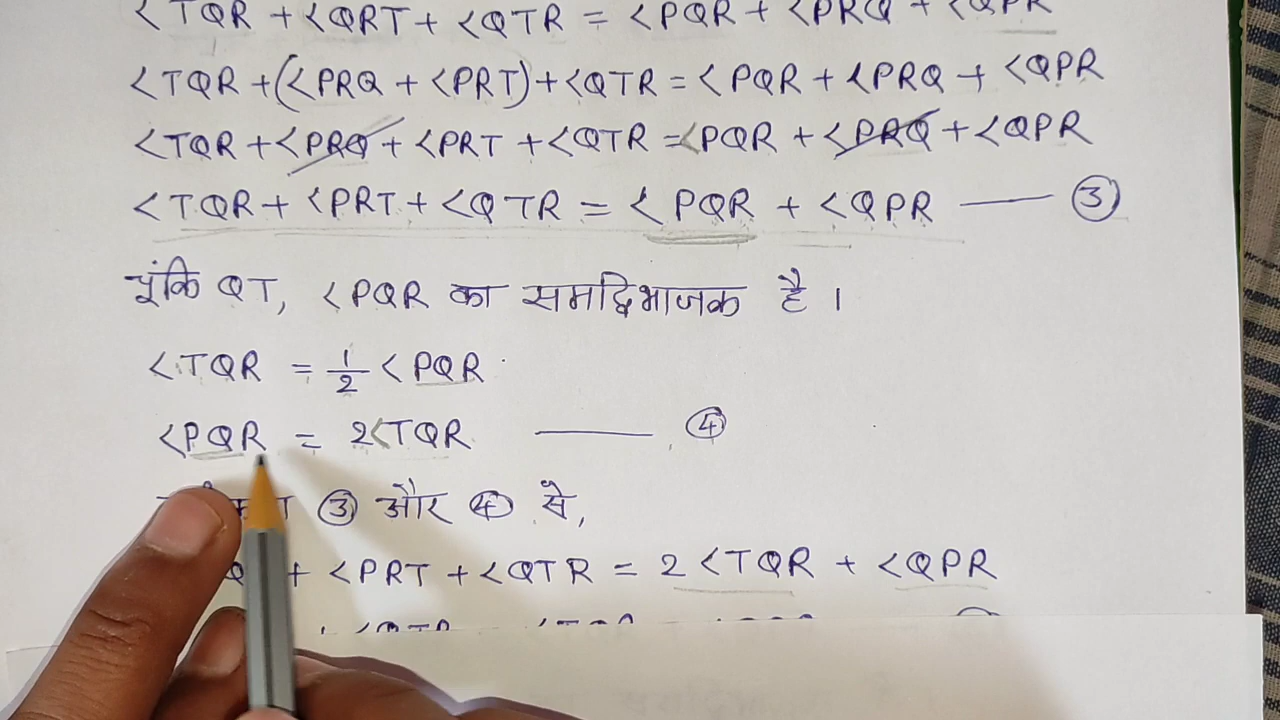 <TQR + <QRT + <QTR = <PQR + <PRQ + <QPR
<TQR +(<PRQ + <PRT)+<QTR = <PQR + <PRQ + <QPR
<TQR +<PRQ + <PRT +<QTR =<PQR + <PRQ + <QPR
<TQR + <PRT + <QTR = <PQR + <QPR —— ③
चूंकि QT, <PQR का समद्विभाजक है ।
<TQR = 1/2 <PQR
<PQR = 2<TQR —— ④
③ और ④ से,
+ <PRT + <QTR = 2 <TQR + <QPR